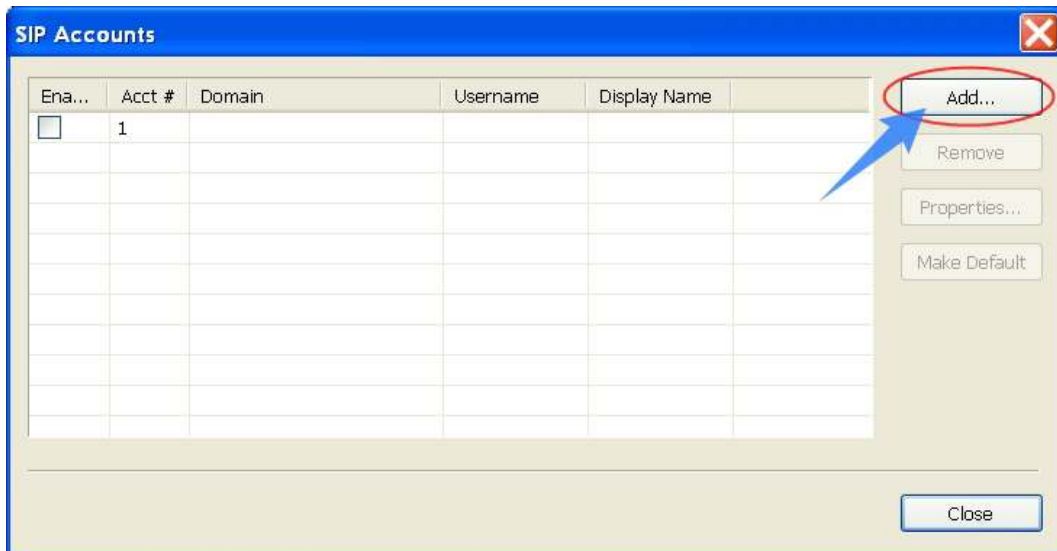 SIP Accounts
Ena... Acct # Domain Username Display Name
1
Add...
Remove
Properties...
Make Default
Close